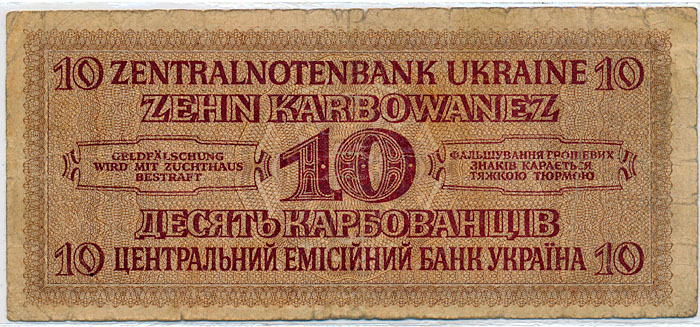 10 ZENTRALNOTENBANK UKRAINE 10
ZEHN KARBOWANEZ
GELDFÄLSCHUNG
WIRD MIT ZUCHTHAUS
BESTRAFT
10
ФАЛЬШУВАННЯ ГРОШЕВИХ
ЗНАКІВ КАРАЄТЬСЯ
ТЯЖКОЮ ТЮРМОЮ
ДЕСЯТЬ КАРБОВАНЦІВ
10 ЦЕНТРАЛЬНИЙ ЕМІСІЙНИЙ БАНК УКРАЇНА 10